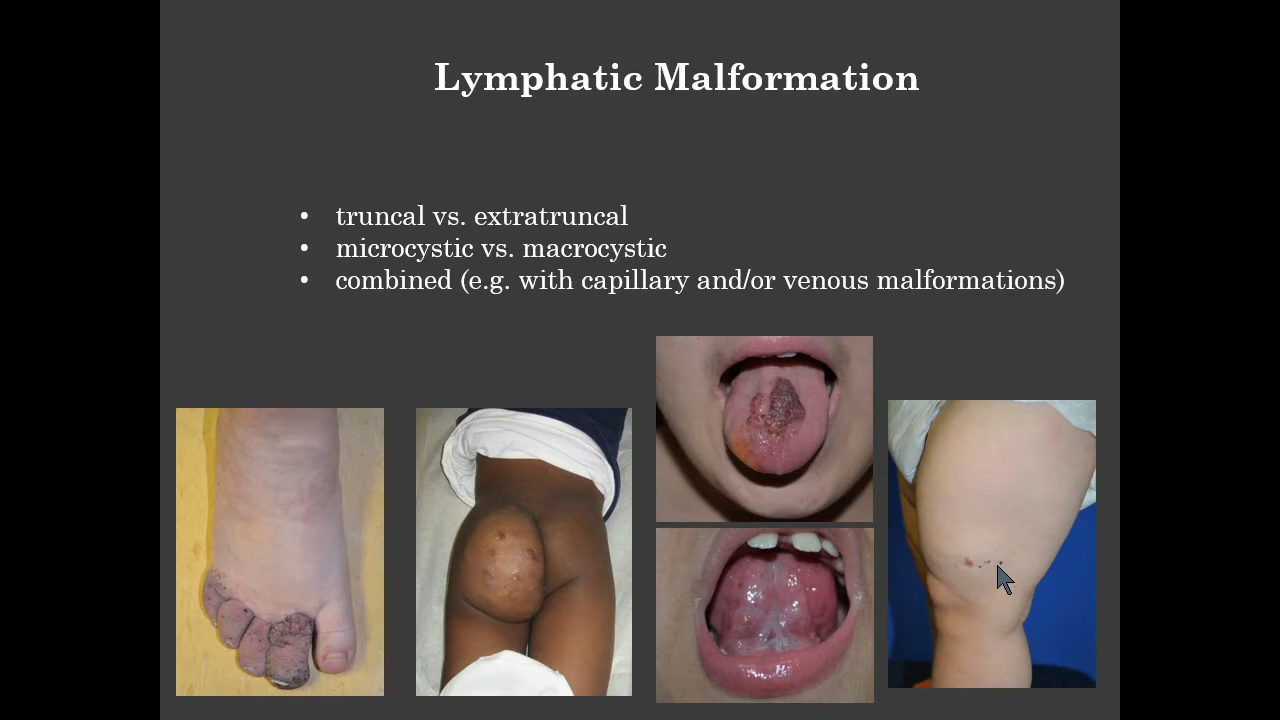 Lymphatic Malformation
• truncal vs. extratruncal
• microcystic vs. macrocystic
• combined (e.g. with capillary and/or venous malformations)